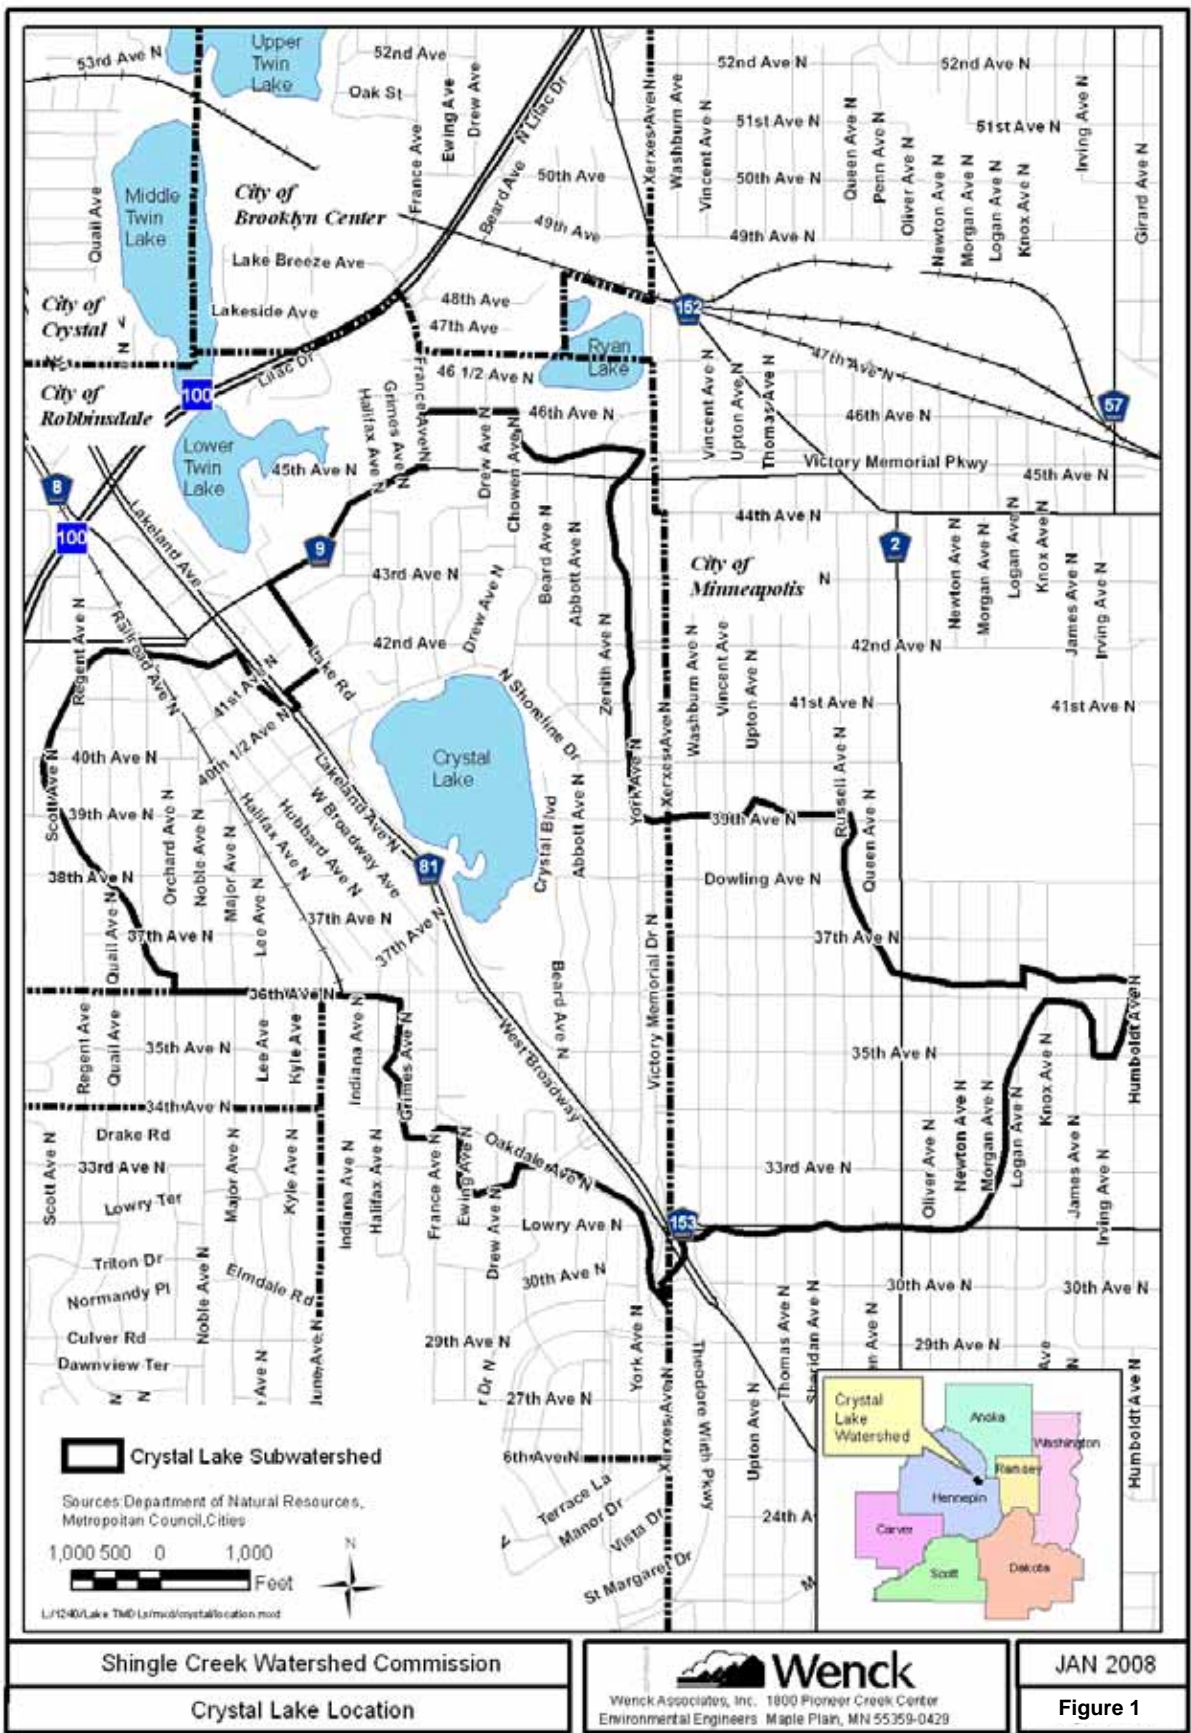 53rd Ave N
Upper
Twin
Lake
52nd Ave
Oak St
Ewing Ave
Drew Ave
France Ave
N Lilac Dr
Beard Ave
50th Ave
49th Ave
Xerxes Ave N
Washburn Ave
Vincent Ave N
52nd Ave N
52nd Ave N
51st Ave N
51st Ave N
50th Ave N
49th Ave N
Queen Ave N
Penn Ave N
Oliver Ave N
Newton Ave N
Morgan Ave N
Logan Ave N
Knox Ave N
Irving Ave N
Girard Ave N
Quail Ave
Middle
Twin
Lake
City of
Brooklyn Center
Lake Breeze Ave
Lakeside Ave
48th Ave
47th Ave
City of
Crystal
N
Lilac Dr
152
Ryan
Lake
City of
Robbinsdale
100
France Ave N
46 1/2 Ave N
46th Ave N
Halifax Ave N
Grimes Ave N
Drew Ave N
Chowen Ave N
Vincent Ave N
Upton Ave N
Thomas Ave N
47th Ave N
46th Ave N
57
Victory Memorial Pkwy
45th Ave N
Lower
Twin
Lake
45th Ave N
8
100
9
Lakeland Ave
44th Ave N
2
City of
Minneapolis
N
Newton Ave N
Morgan Ave N
Logan Ave N
Knox Ave N
James Ave N
Irving Ave N
Beard Ave N
Abbott Ave N
43rd Ave N
42nd Ave
Drew Ave N
Zenith Ave N
42nd Ave N
Regent Ave N
Railroad Ave N
Lake Rd
41st Ave N
40th 1/2 Ave N
N Shoreline Dr
Washburn Ave N
Vincent Ave
Upton Ave N
41st Ave N
41st Ave N
Crystal
Lake
40th Ave N
Scott Ave N
39th Ave N
Lakeland Ave N
W Broadway Ave
Hubbard Ave N
Halifax Ave N
Orchard Ave N
Noble Ave N
Major Ave N
Lee Ave N
York Ave N
Xerxes Ave N
39th Ave N
Russell Ave N
Queen Ave N
Crystal Blvd
Abbott Ave N
81
38th Ave N
Dowling Ave N
37th Ave N
37th Ave N
37th Ave N
37th Ave N
Quail Ave N
36th Ave N
Beard Ave N
Victory Memorial Dr N
Humboldt Ave N
Regent Ave
Quail Ave
35th Ave N
Lee Ave
Kyle Ave
Indiana Ave N
Grimes Ave N
West Broadway
35th Ave N
34th Ave N
Knox Ave N
Drake Rd
33rd Ave N
Lowry Ter
Scott Ave N
Major Ave N
Kyle Ave N
Indiana Ave N
Halifax Ave N
France Ave N
Ewing Ave N
Drew Ave N
Oakdale Ave N
33rd Ave N
Oliver Ave N
Newton Ave N
Morgan Ave N
Logan Ave N
James Ave N
Irving Ave N
Lowry Ave N
153
Triton Dr
Normandy Pl
Culver Rd
Dawnview Ter
Noble Ave N
Elmdale Rd
June Ave N
30th Ave N
30th Ave N
30th Ave N
29th Ave N
29th Ave N
York Ave N
Theodore Wirth Pkwy
Thomas Ave N
Sheridan Ave N
en Ave N
Ave
N
N
N
e Ave N
r Dr N
27th Ave N
Xerxes Ave N
Upton Ave N
Humboldt Ave N
6th Ave N
Terrace La
Manor Dr
Vista Dr
St Margaret Dr
24th A
Crystal Lake Subwatershed
Sources:Department of Natural Resources,
Metropoitan Council,Cities
1,000 500 0 1,000
Feet
N
L:/1240/Lake TMDLs/mxd/crystal/location.mxd
Crystal
Lake
Watershed
Anoka
Washington
Ramsey
Hennepin
Carver
Scott
Dakota
Shingle Creek Watershed Commission
Crystal Lake Location
Wenck
Wenck Associates, Inc. 1800 Pioneer Creek Center
Environmental Engineers Maple Plain, MN 55359-0429
JAN 2008
Figure 1